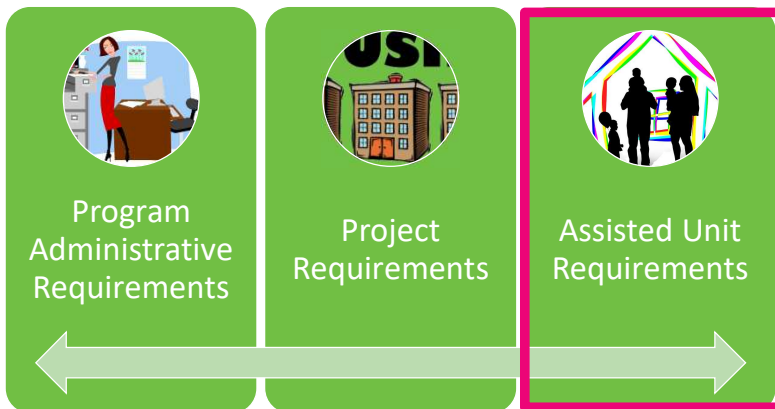 Program
Administrative
Requirements
Project
Requirements
Assisted Unit
Requirements